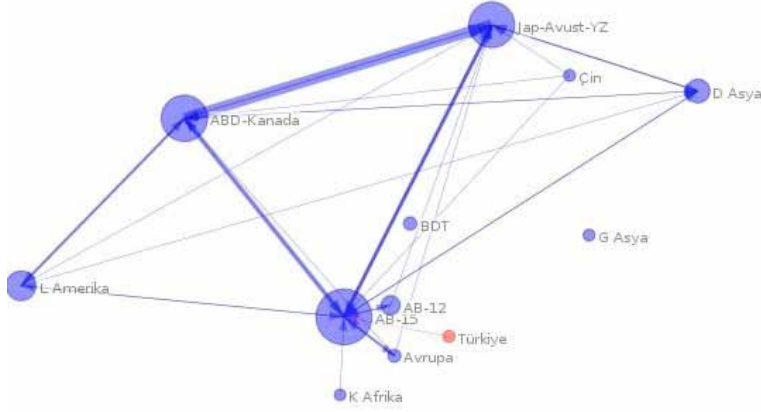 Jap-Avust-YZ
Çin
D Asya
ABD-Kanada
BDT
G Asya
L Amerika
AB-12
AB-15
Türkiye
Avrupa
K Afrika